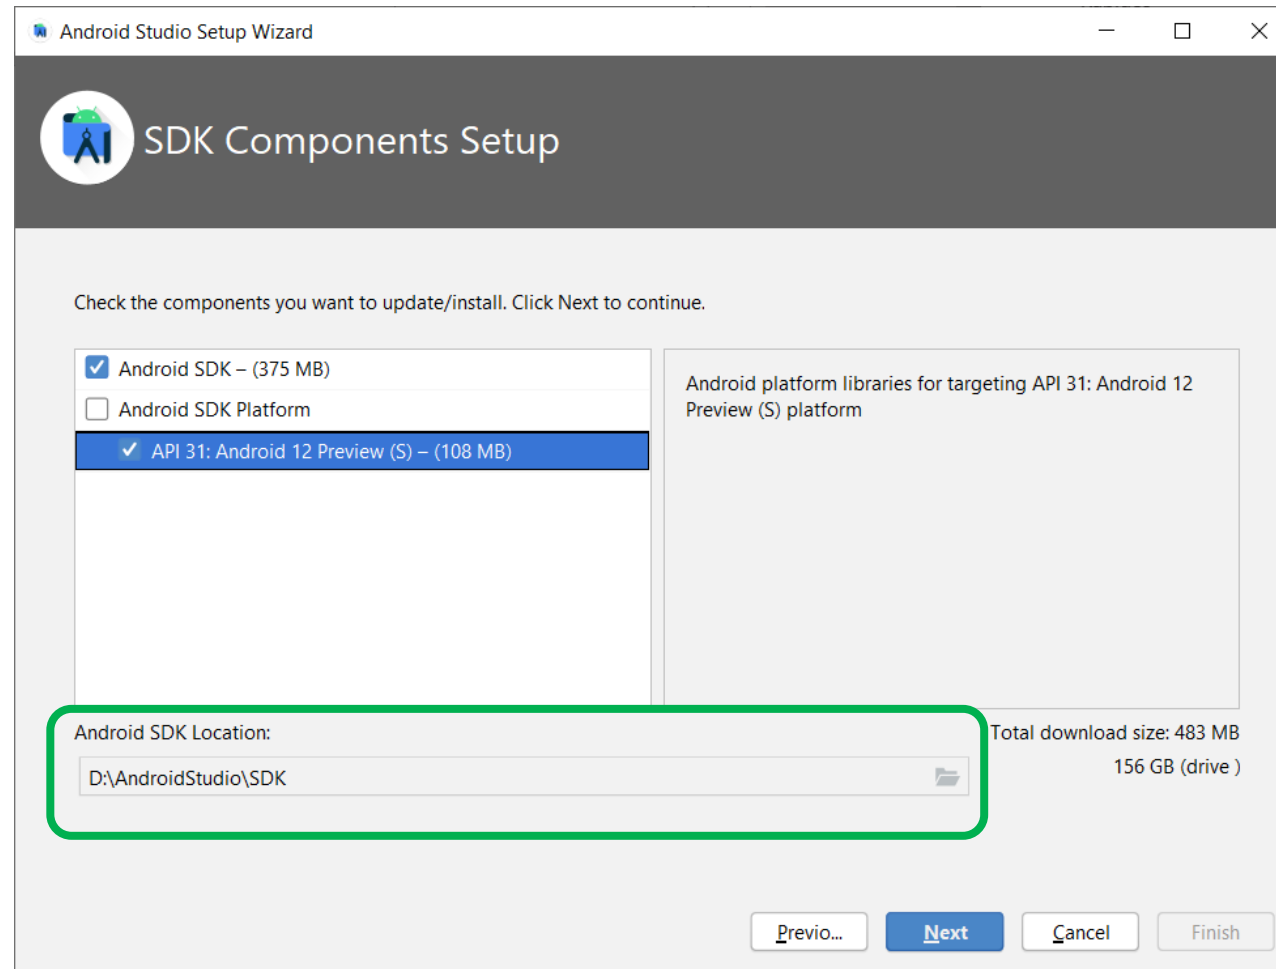 Android Studio Setup Wizard
SDK Components Setup
Check the components you want to update/install. Click Next to continue.
Android SDK – (375 MB)
Android SDK Platform
API 31: Android 12 Preview (S) – (108 MB)
Android platform libraries for targeting API 31: Android 12
Preview (S) platform
Android SDK Location:
D:\AndroidStudio\SDK
Total download size: 483 MB
156 GB (drive )
Previo...
Next
Cancel
Finish